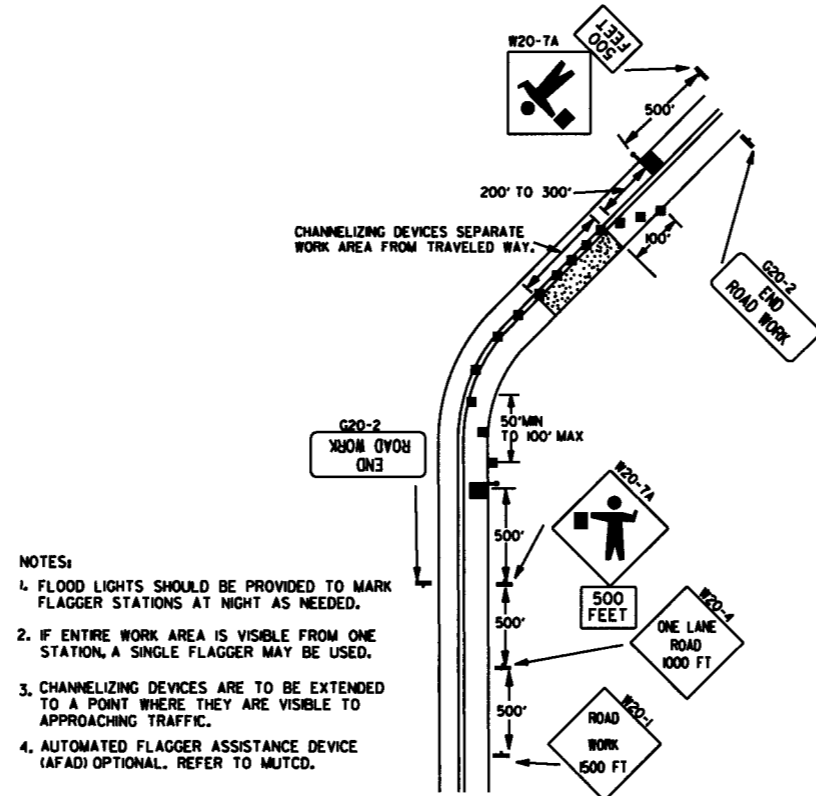 W20-7A
500
FEET
500'
200' TO 300'
CHANNELIZING DEVICES SEPARATE
WORK AREA FROM TRAVELED WAY.
100'
G20-2
END
ROAD WORK
50'MIN
TO 100' MAX
G20-2
END
ROAD WORK
W20-7A
500'
500
FEET
W20-4
500'
ONE LANE
ROAD
1000 FT
W20-1
500'
ROAD
WORK
1500 FT
NOTES:
1. FLOOD LIGHTS SHOULD BE PROVIDED TO MARK
FLAGGER STATIONS AT NIGHT AS NEEDED.
2. IF ENTIRE WORK AREA IS VISIBLE FROM ONE
STATION, A SINGLE FLAGGER MAY BE USED.
3. CHANNELIZING DEVICES ARE TO BE EXTENDED
TO A POINT WHERE THEY ARE VISIBLE TO
APPROACHING TRAFFIC.
4. AUTOMATED FLAGGER ASSISTANCE DEVICE
(AFAD) OPTIONAL. REFER TO MUTCD.